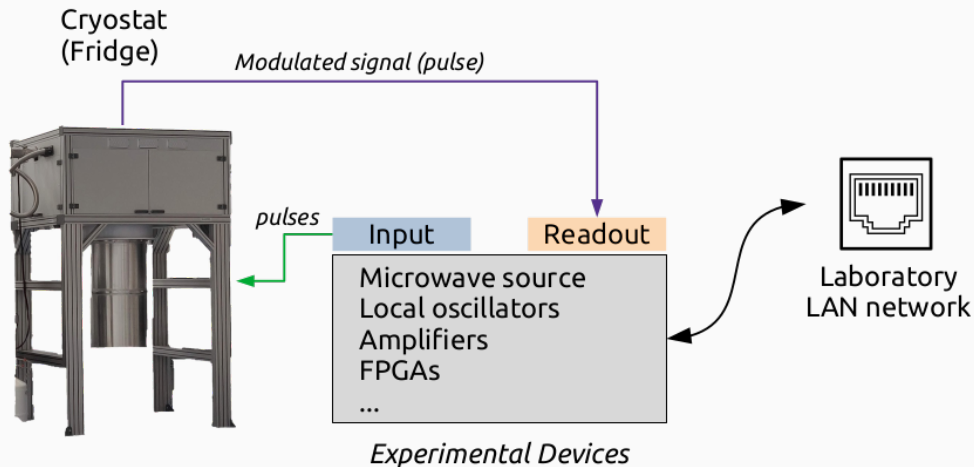 Cryostat
(Fridge)
Modulated signal (pulse)
pulses
Input
Readout
Microwave source
Local oscillators
Amplifiers
FPGAs
...
Experimental Devices
Laboratory
LAN network